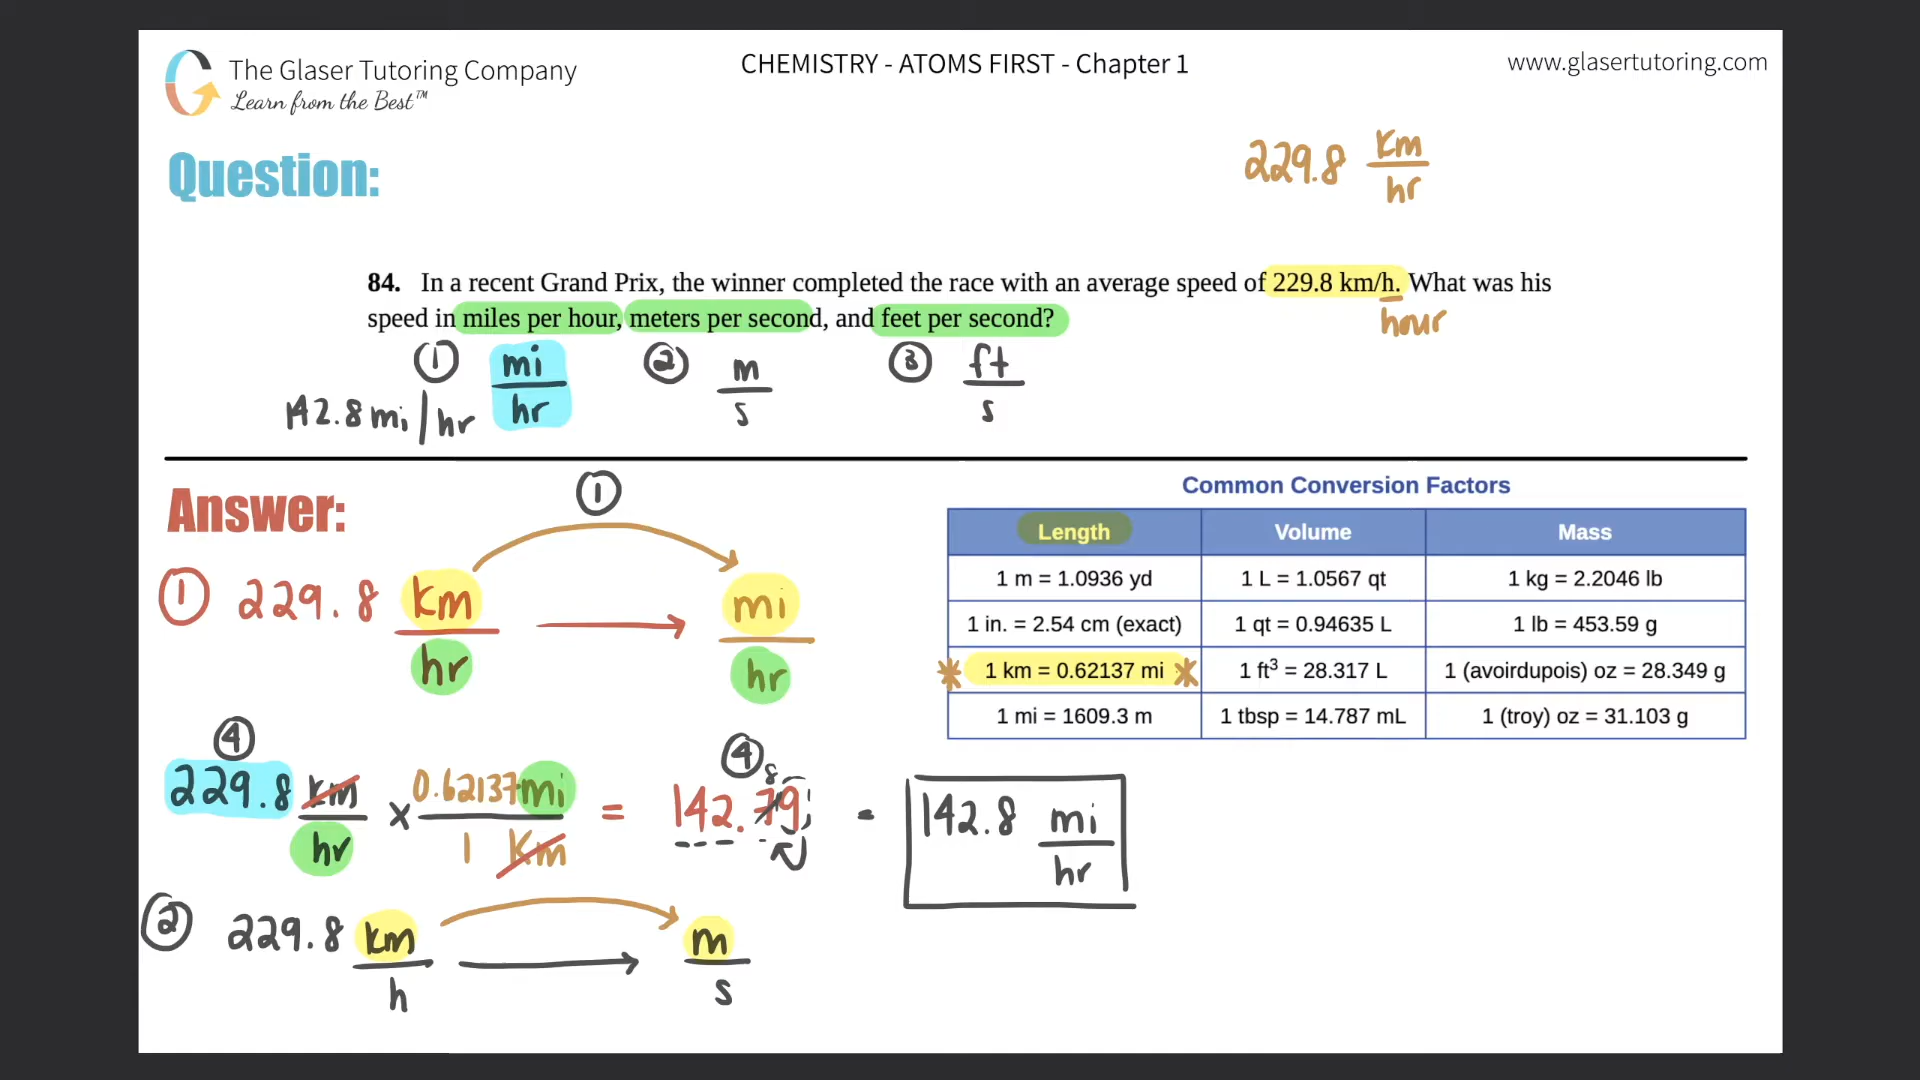 The Glaser Tutoring Company
Learn from the Best™
CHEMISTRY - ATOMS FIRST - Chapter 1
www.glasertutoring.com
Question:
229.8 km/hr
84. In a recent Grand Prix, the winner completed the race with an average speed of 229.8 km/h. What was his
speed in miles per hour, meters per second, and feet per second?
hour
① mi/hr ② m/s ③ ft/s
142.8 mi/hr
Answer:
①
① 229.8 km/hr → mi/hr
④ ④
229.8 km/hr × 0.62137 mi/1 km = 142.79 8 = 142.8 mi/hr
② 229.8 km/h → m/s
Common Conversion Factors
Length Volume Mass
1 m = 1.0936 yd 1 L = 1.0567 qt 1 kg = 2.2046 lb
1 in. = 2.54 cm (exact) 1 qt = 0.94635 L 1 lb = 453.59 g
* 1 km = 0.62137 mi * 1 ft³ = 28.317 L 1 (avoirdupois) oz = 28.349 g
1 mi = 1609.3 m 1 tbsp = 14.787 mL 1 (troy) oz = 31.103 g